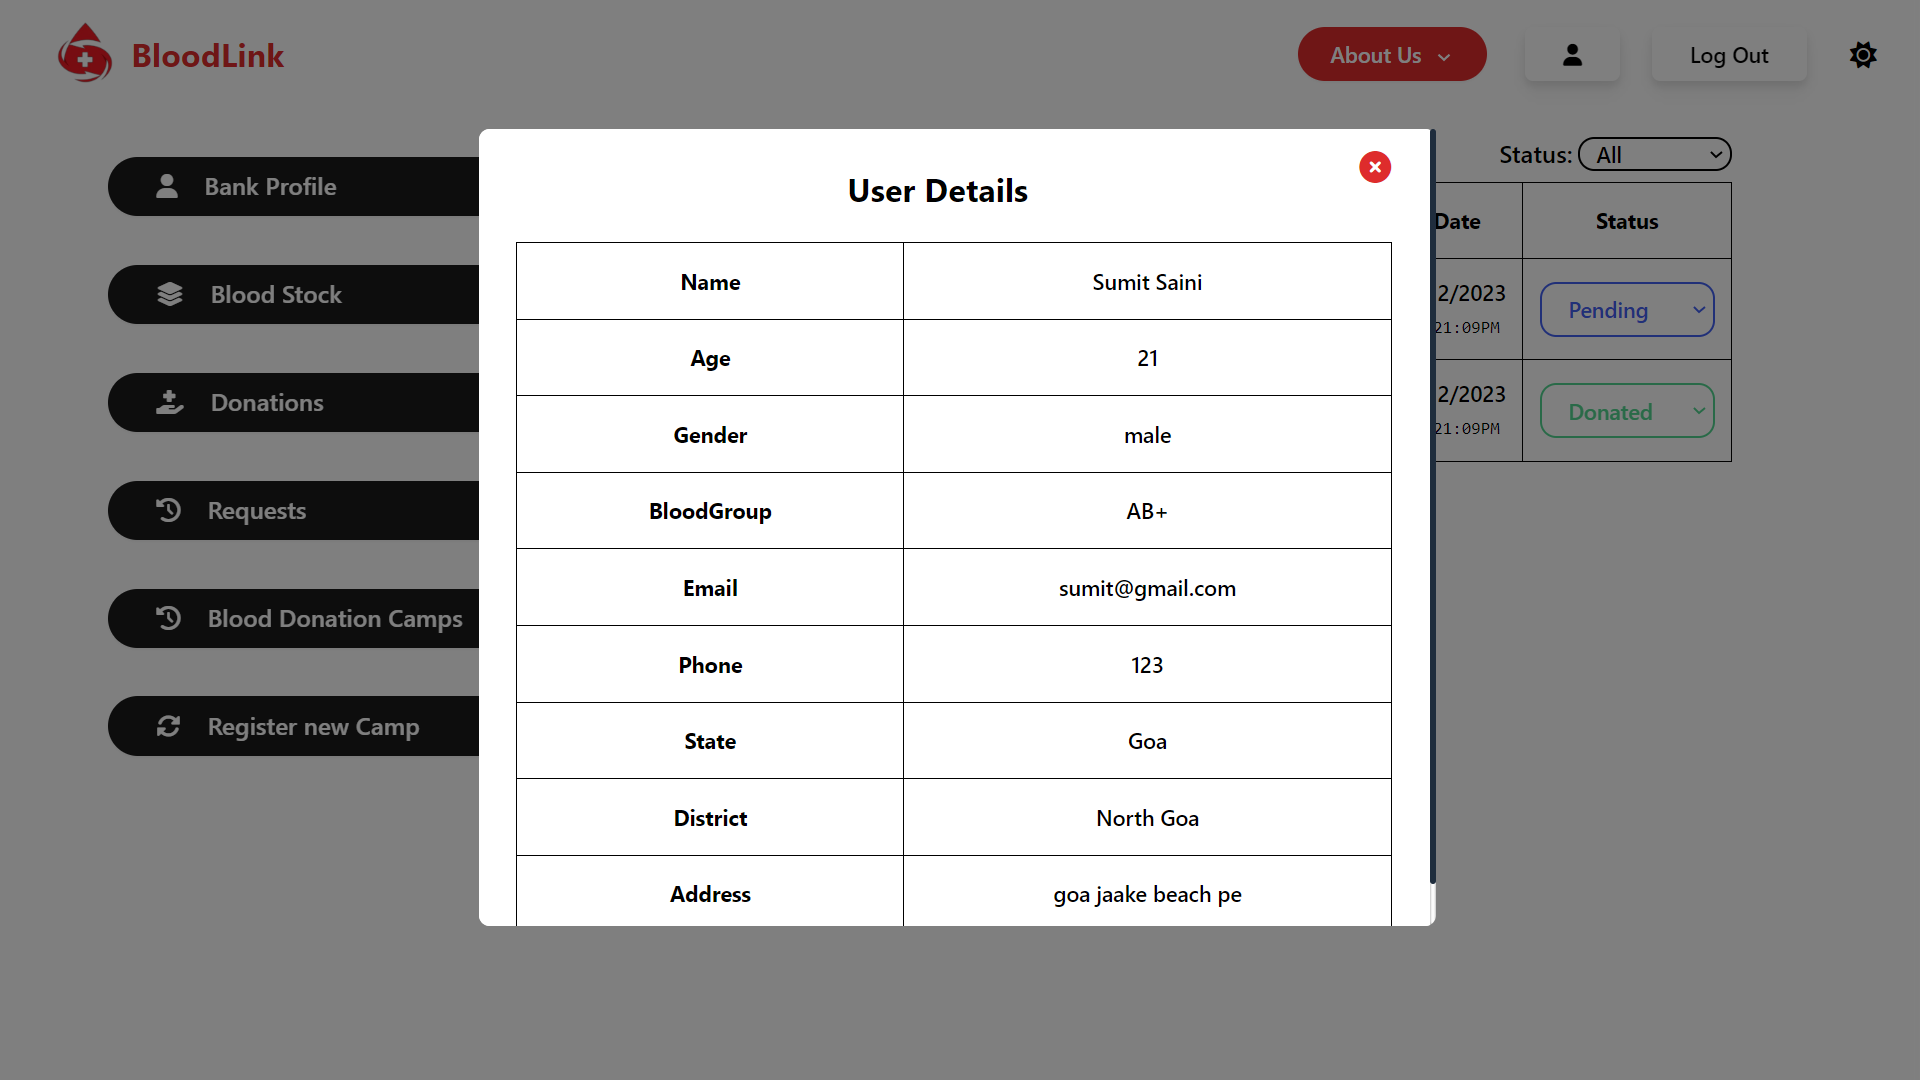 BloodLink
About Us
Log Out
Bank Profile
Blood Stock
Donations
Requests
Blood Donation Camps
Register new Camp
User Details
Name Sumit Saini
Age 21
Gender male
BloodGroup AB+
Email sumit@gmail.com
Phone 123
State Goa
District North Goa
Address goa jaake beach pe
Status: All
Date Status
2/2023 Pending
21:09PM
2/2023 Donated
21:09PM